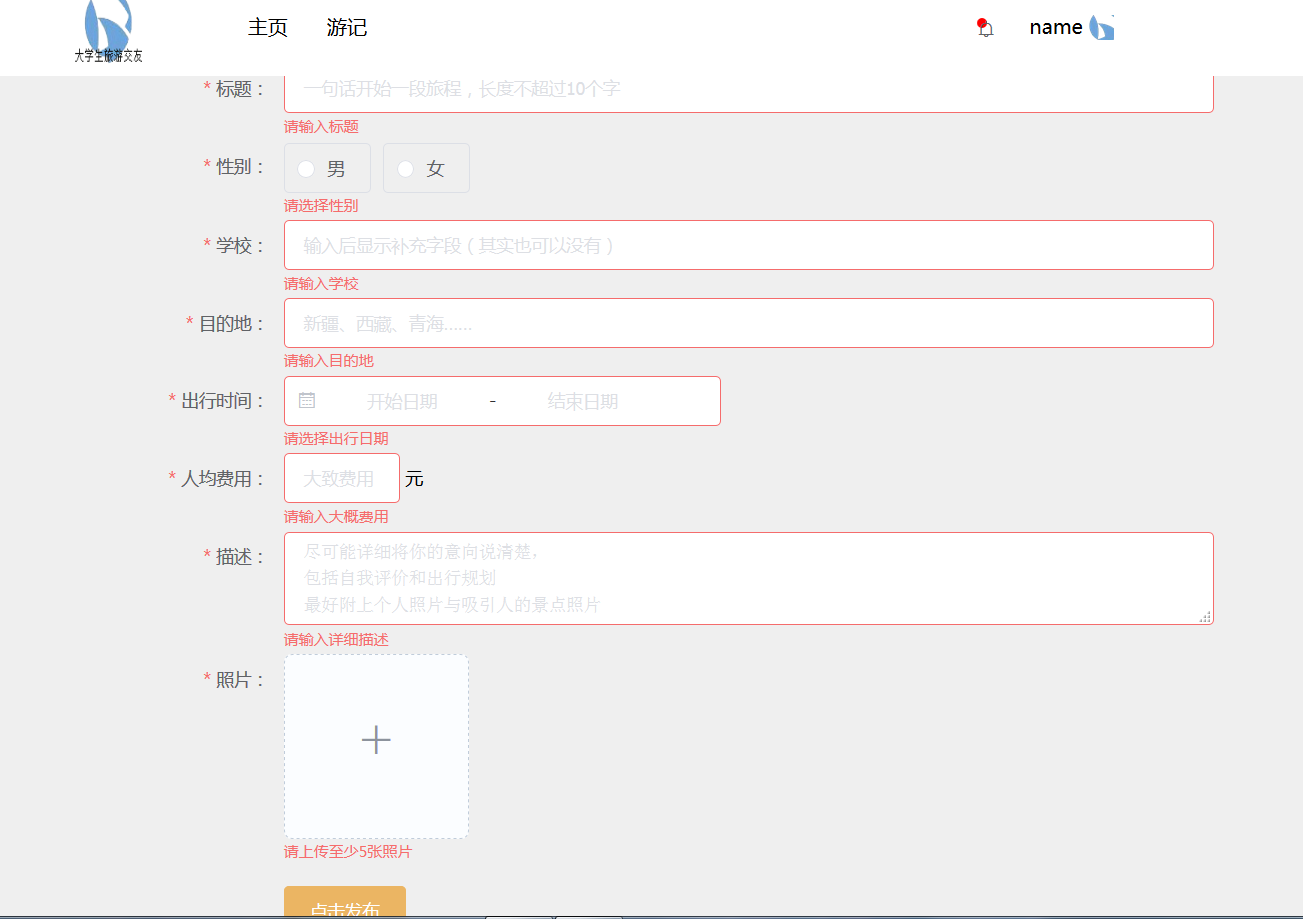 主页 游记 name
大学生旅游交友
* 标题： 一句话开始一段旅程，长度不超过10个字
请输入标题
* 性别： 男 女
请选择性别
* 学校： 输入后显示补充字段（其实也可以没有）
请输入学校
* 目的地： 新疆、西藏、青海......
请输入目的地
* 出行时间： 开始日期 - 结束日期
请选择出行日期
* 人均费用： 大致费用 元
请输入大概费用
* 描述： 尽可能详细将你的意向说清楚，
包括自我评价和出行规划
最好附上个人照片与吸引人的景点照片
请输入详细描述
* 照片：
请上传至少5张照片
点击发布